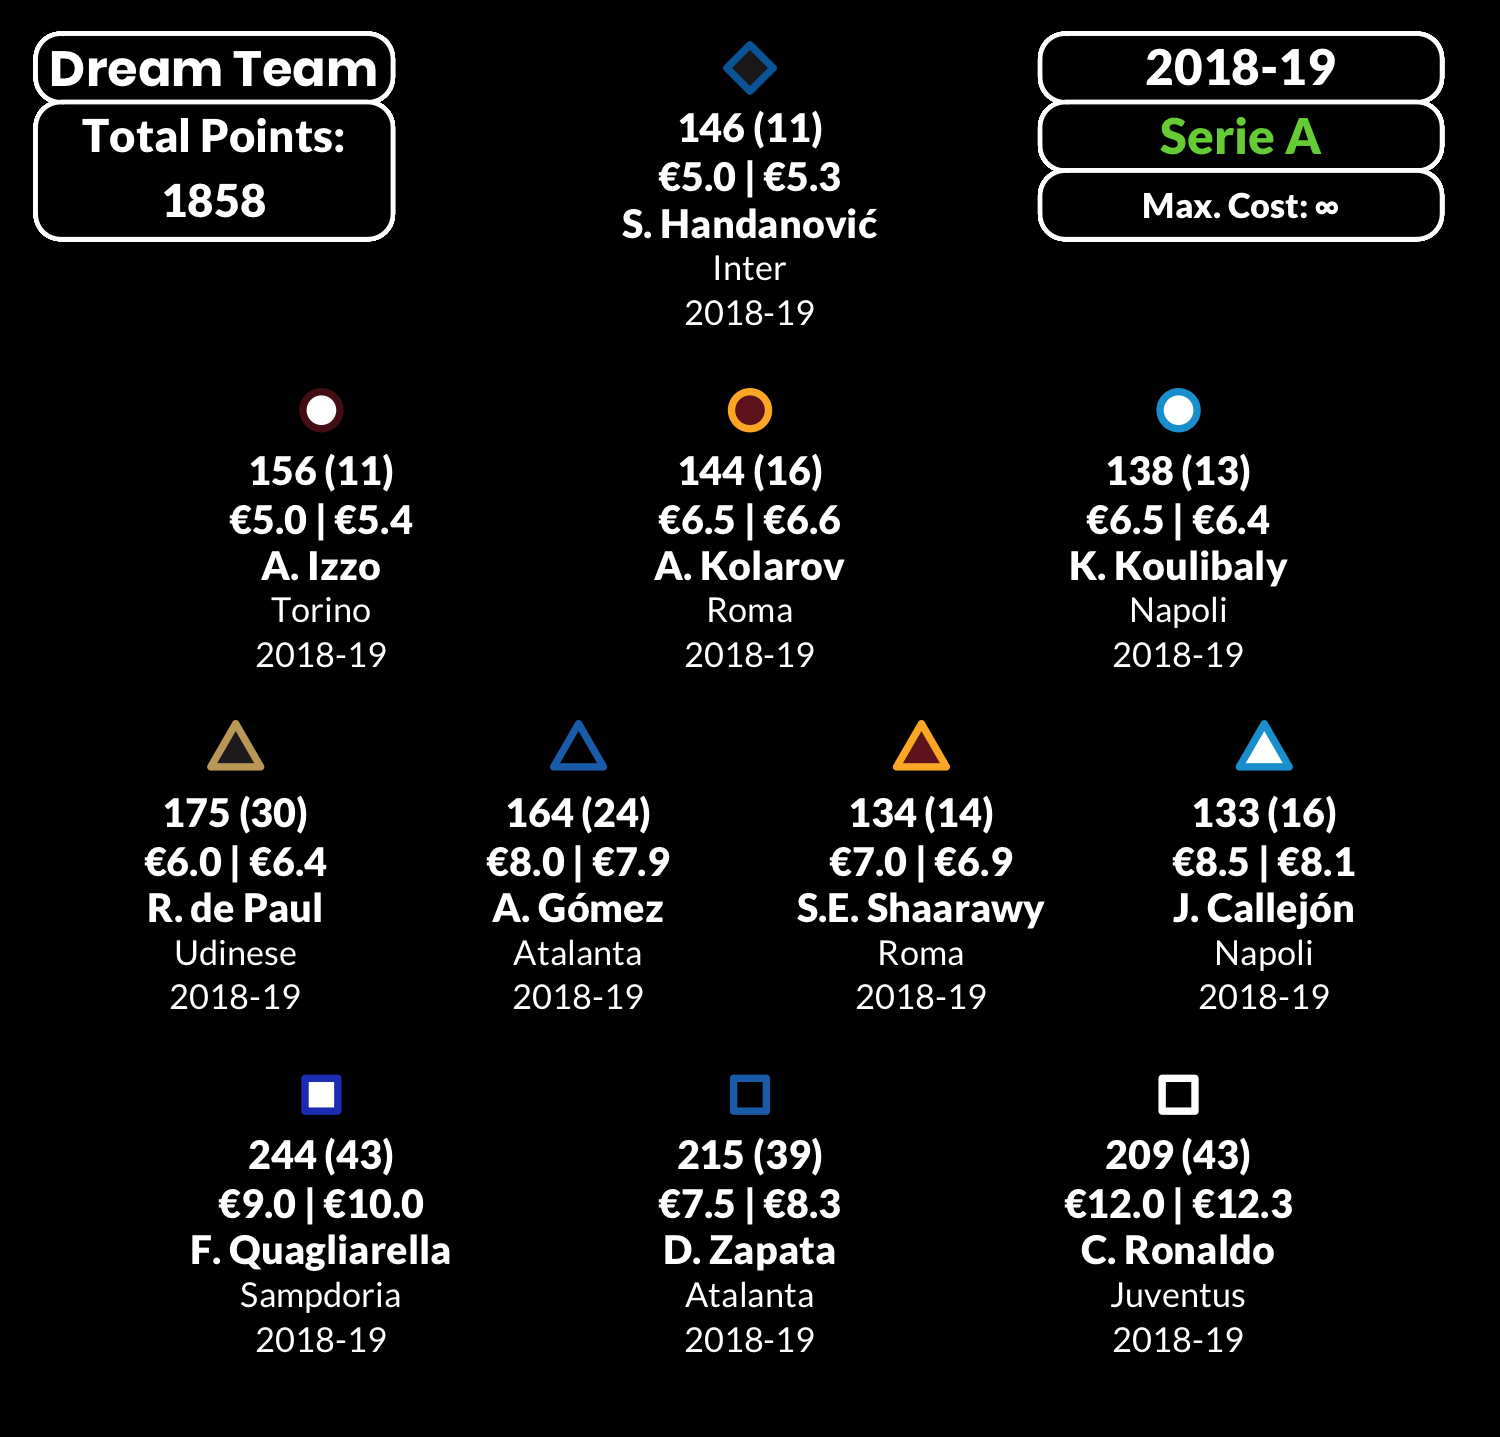 Dream Team
Total Points:
1858
2018-19
Serie A
Max. Cost: ∞
146 (11)
€5.0 | €5.3
S. Handanović
Inter
2018-19
156 (11)
€5.0 | €5.4
A. Izzo
Torino
2018-19
144 (16)
€6.5 | €6.6
A. Kolarov
Roma
2018-19
138 (13)
€6.5 | €6.4
K. Koulibaly
Napoli
2018-19
175 (30)
€6.0 | €6.4
R. de Paul
Udinese
2018-19
164 (24)
€8.0 | €7.9
A. Gómez
Atalanta
2018-19
134 (14)
€7.0 | €6.9
S.E. Shaarawy
Roma
2018-19
133 (16)
€8.5 | €8.1
J. Callejón
Napoli
2018-19
244 (43)
€9.0 | €10.0
F. Quagliarella
Sampdoria
2018-19
215 (39)
€7.5 | €8.3
D. Zapata
Atalanta
2018-19
209 (43)
€12.0 | €12.3
C. Ronaldo
Juventus
2018-19